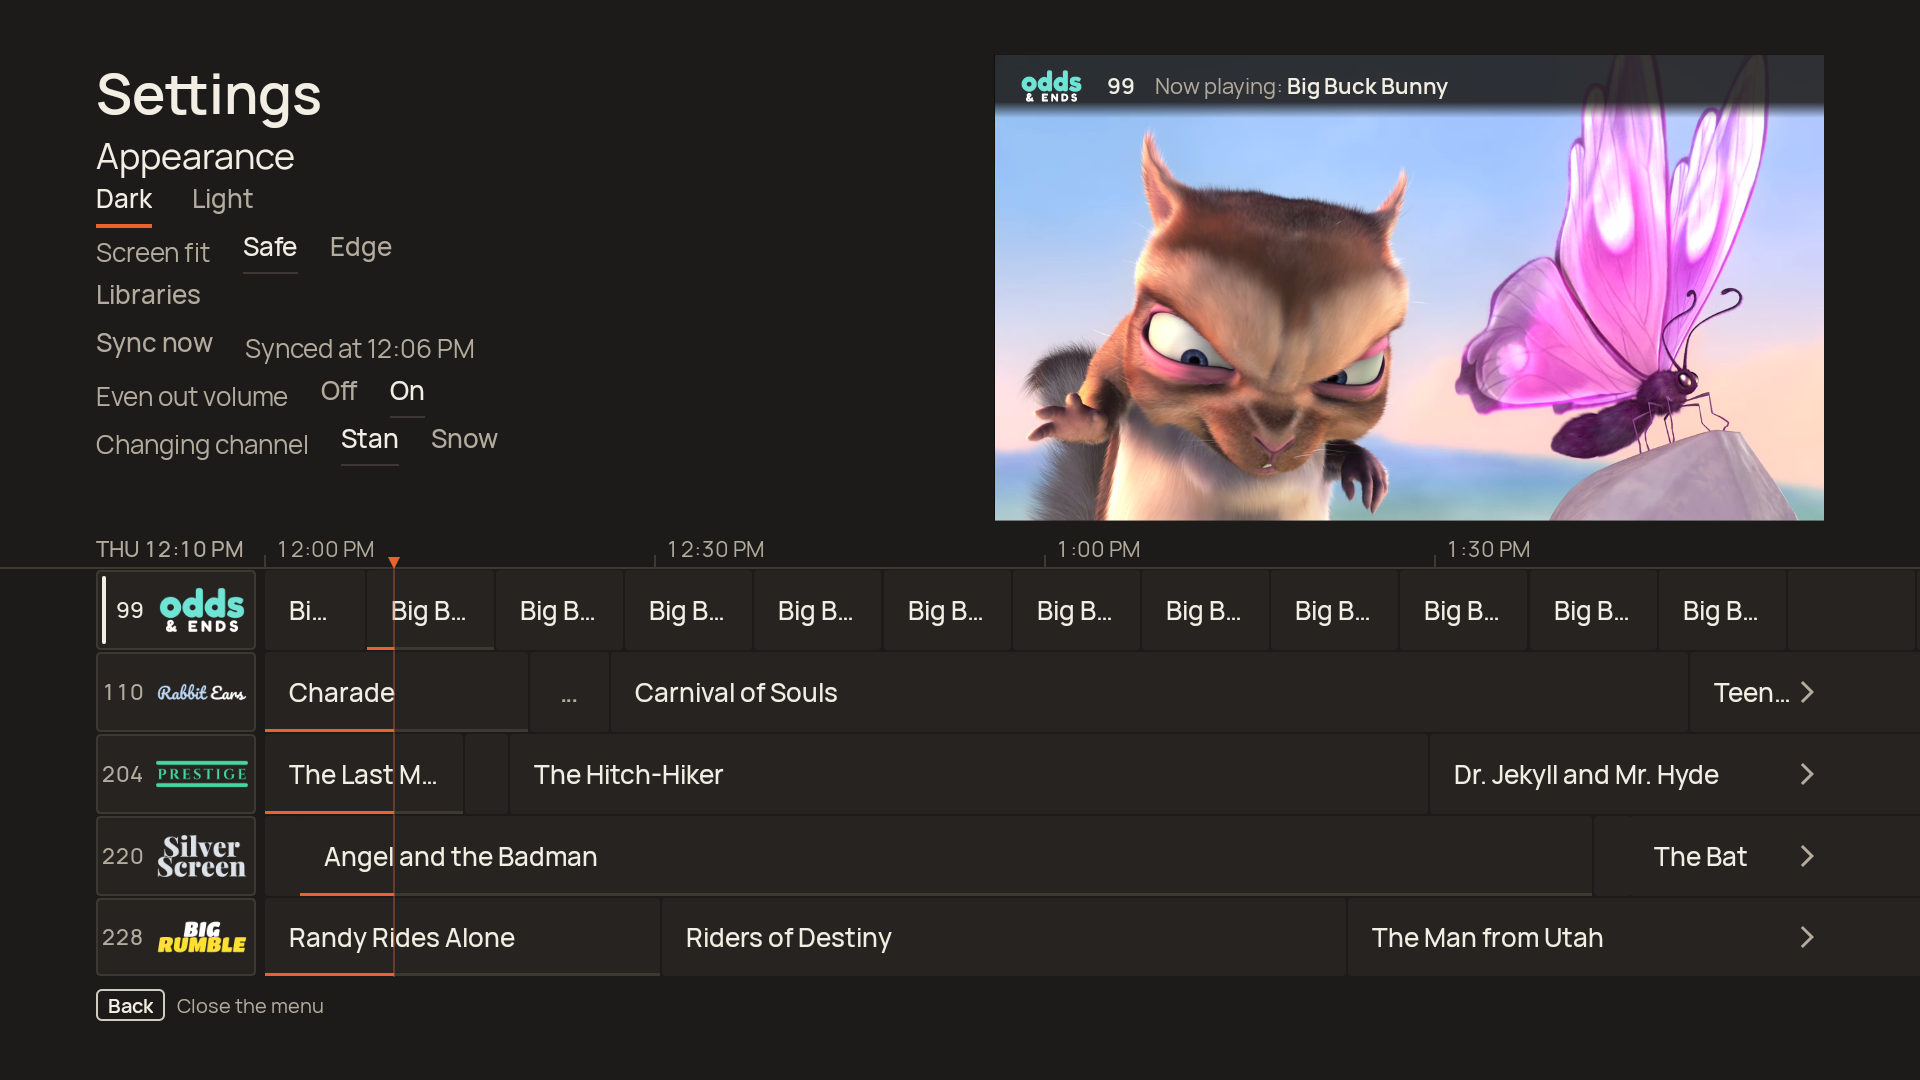 Settings
Appearance
Dark Light
Screen fit Safe Edge
Libraries
Sync now Synced at 12:06 PM
Even out volume Off On
Changing channel Stan Snow
odds & ENDS 99 Now playing: Big Buck Bunny
THU 12:10 PM 12:00 PM 12:30 PM 1:00 PM 1:30 PM
99 odds & ENDS Bi... Big B... Big B... Big B... Big B... Big B... Big B... Big B... Big B... Big B... Big B... Big B...
110 Rabbit Ears Charade ... Carnival of Souls Teen...
204 PRESTIGE The Last M... The Hitch-Hiker Dr. Jekyll and Mr. Hyde
220 Silver Screen Angel and the Badman The Bat
228 BIG RUMBLE Randy Rides Alone Riders of Destiny The Man from Utah
Back Close the menu